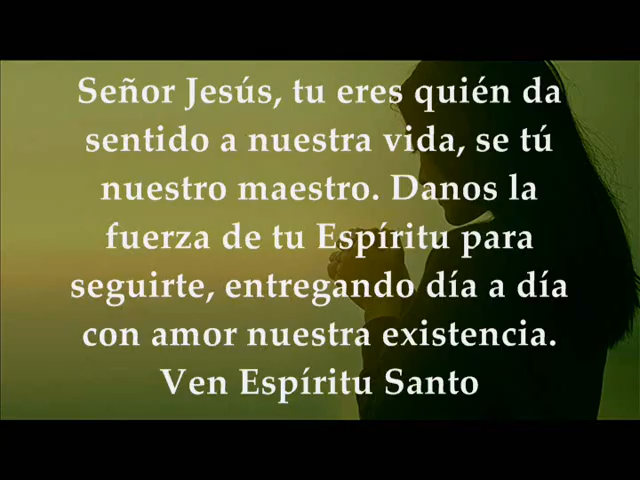 Señor Jesús, tu eres quién da
sentido a nuestra vida, se tú
nuestro maestro. Danos la
fuerza de tu Espíritu para
seguirte, entregando día a día
con amor nuestra existencia.
Ven Espíritu Santo